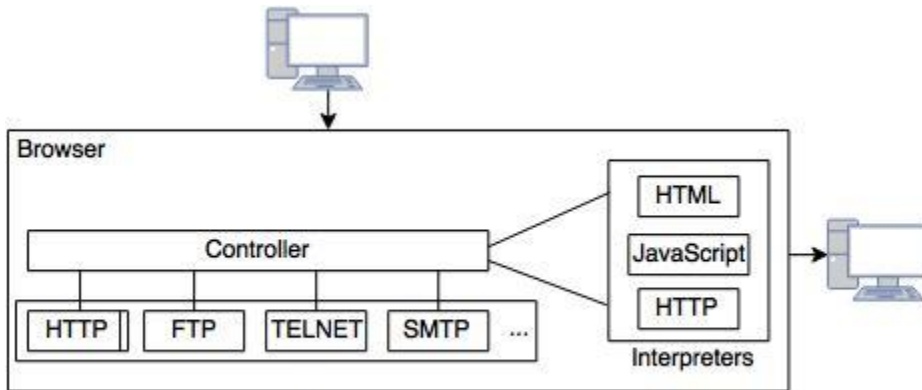 Browser
Controller
HTTP
FTP
TELNET
SMTP
...
HTML
JavaScript
HTTP
Interpreters